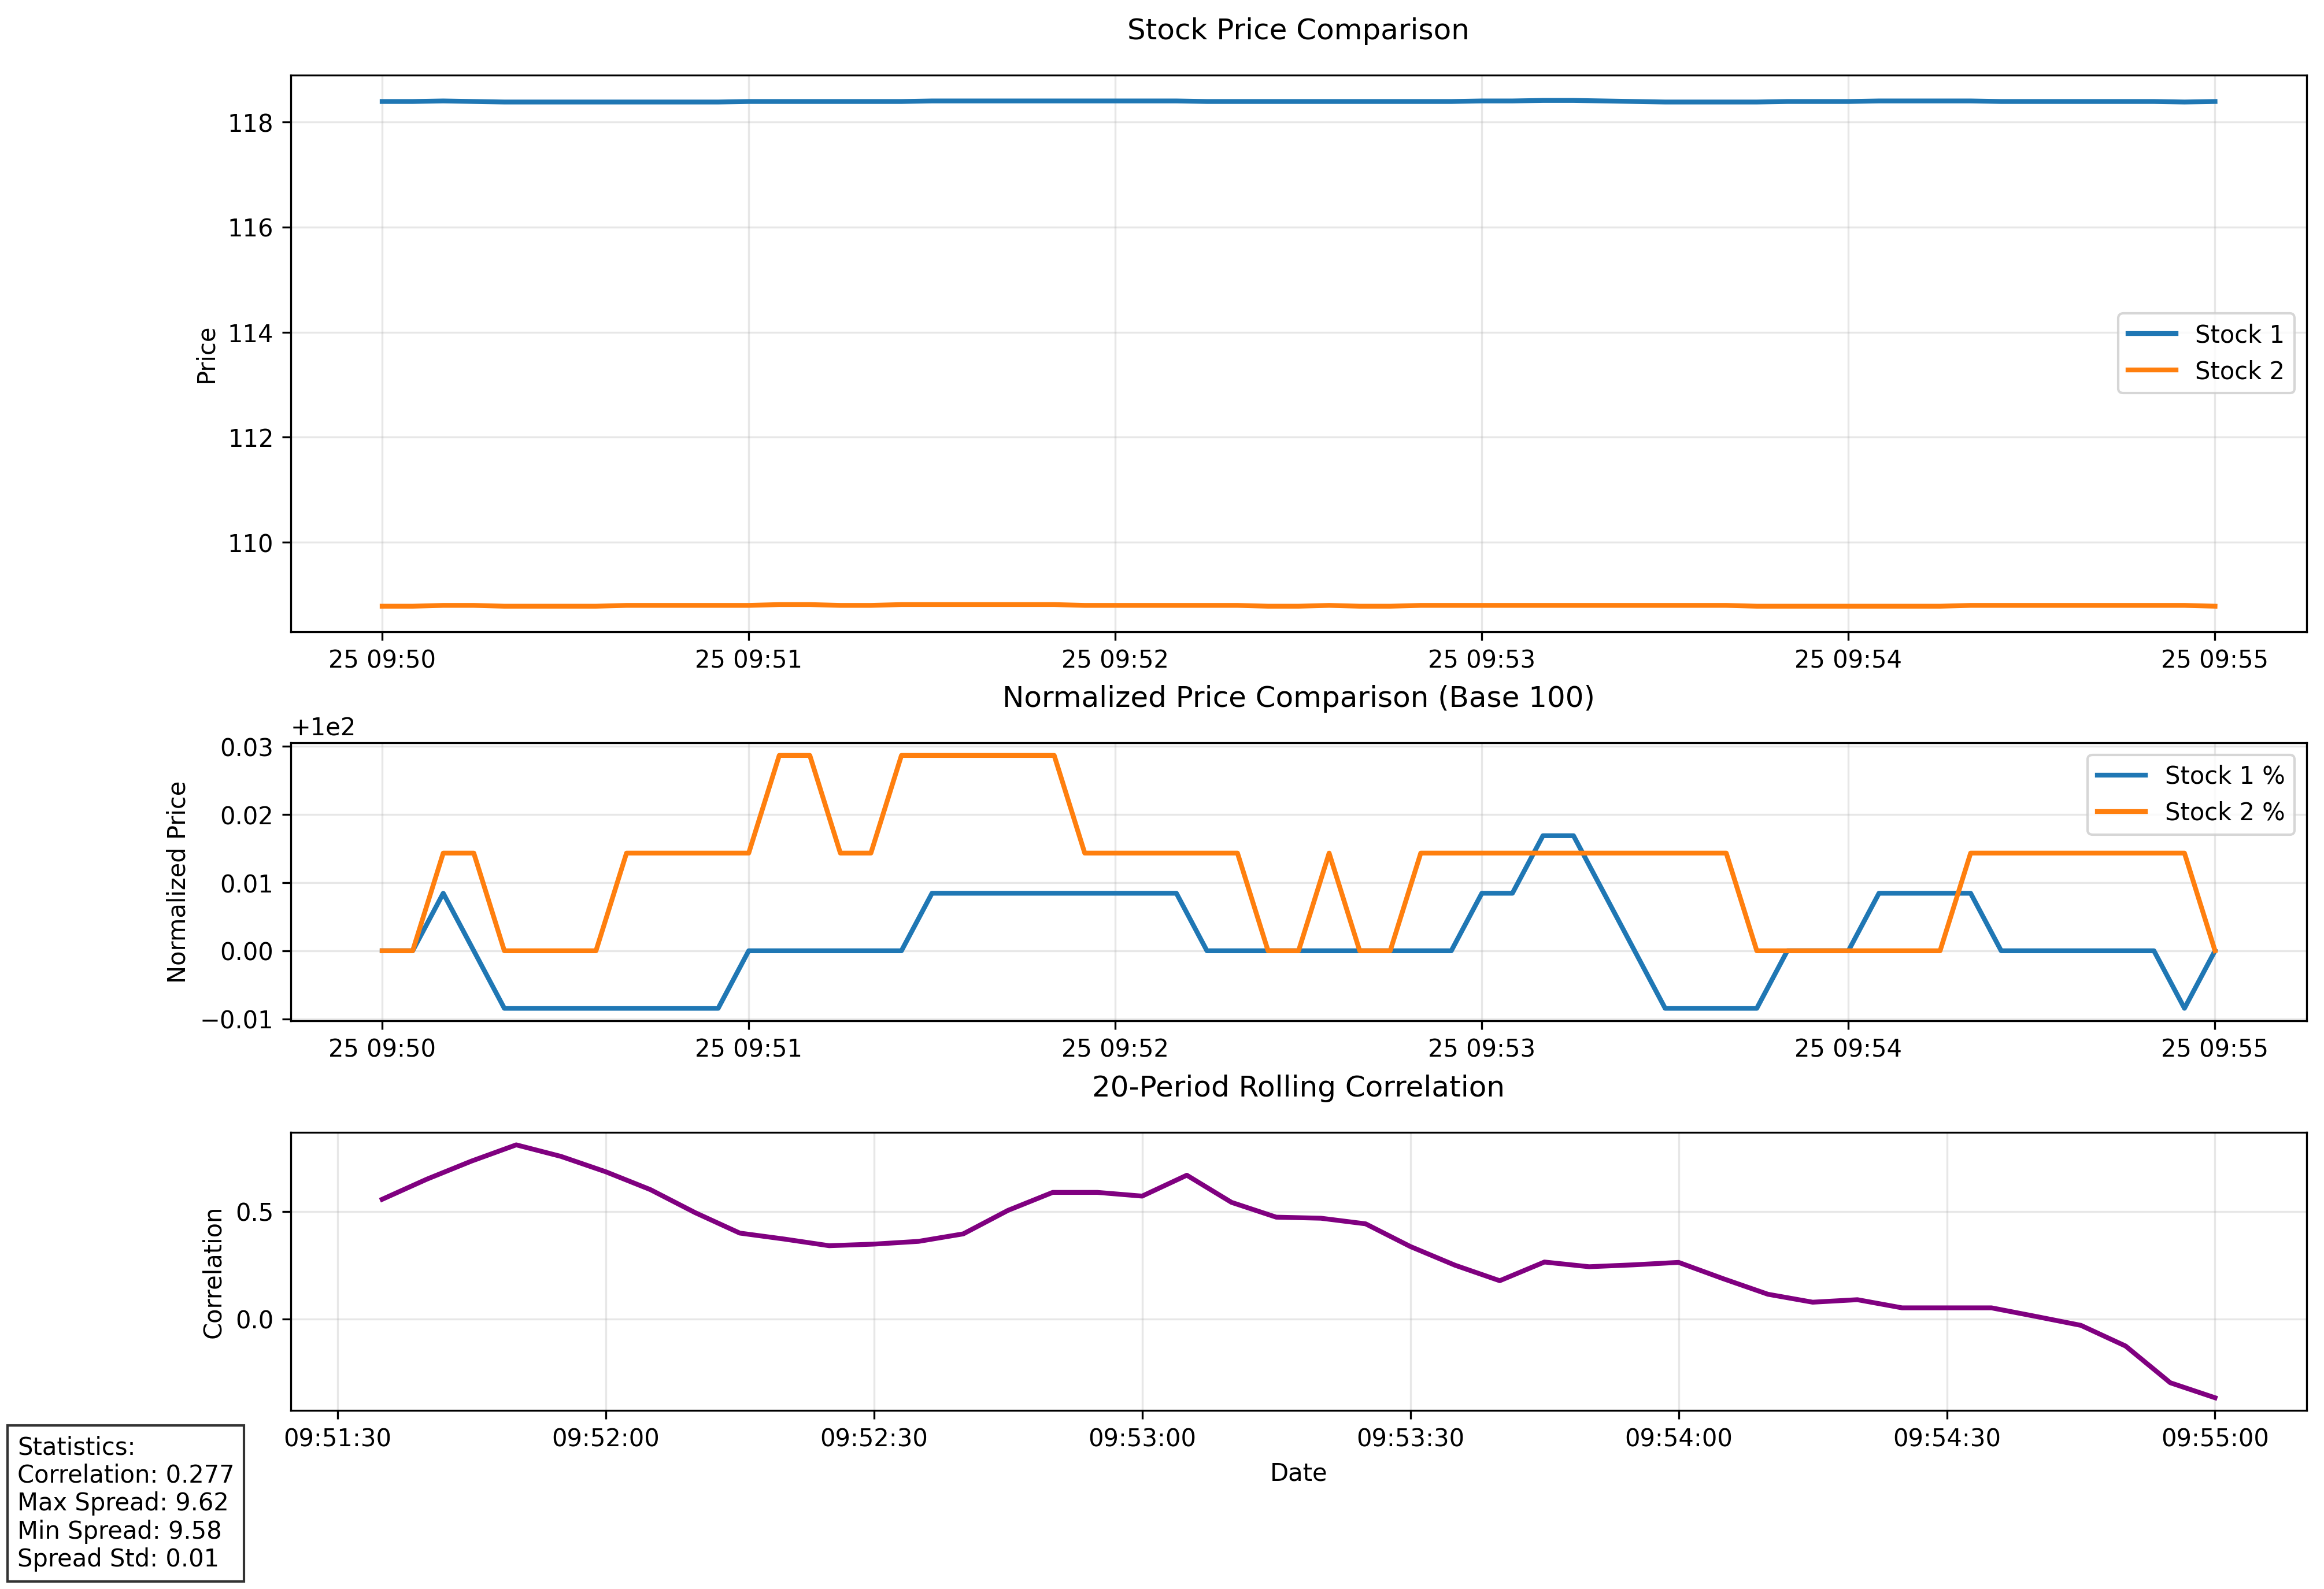 Stock Price Comparison
118
116
114
112
110
Price
Stock 1
Stock 2
25 09:50 25 09:51 25 09:52 25 09:53 25 09:54 25 09:55
Normalized Price Comparison (Base 100)
+1e2
0.03
0.02
0.01
0.00
−0.01
Normalized Price
Stock 1 %
Stock 2 %
25 09:50 25 09:51 25 09:52 25 09:53 25 09:54 25 09:55
20-Period Rolling Correlation
0.5
0.0
Correlation
09:51:30 09:52:00 09:52:30 09:53:00 09:53:30 09:54:00 09:54:30 09:55:00
Date
Statistics:
Correlation: 0.277
Max Spread: 9.62
Min Spread: 9.58
Spread Std: 0.01